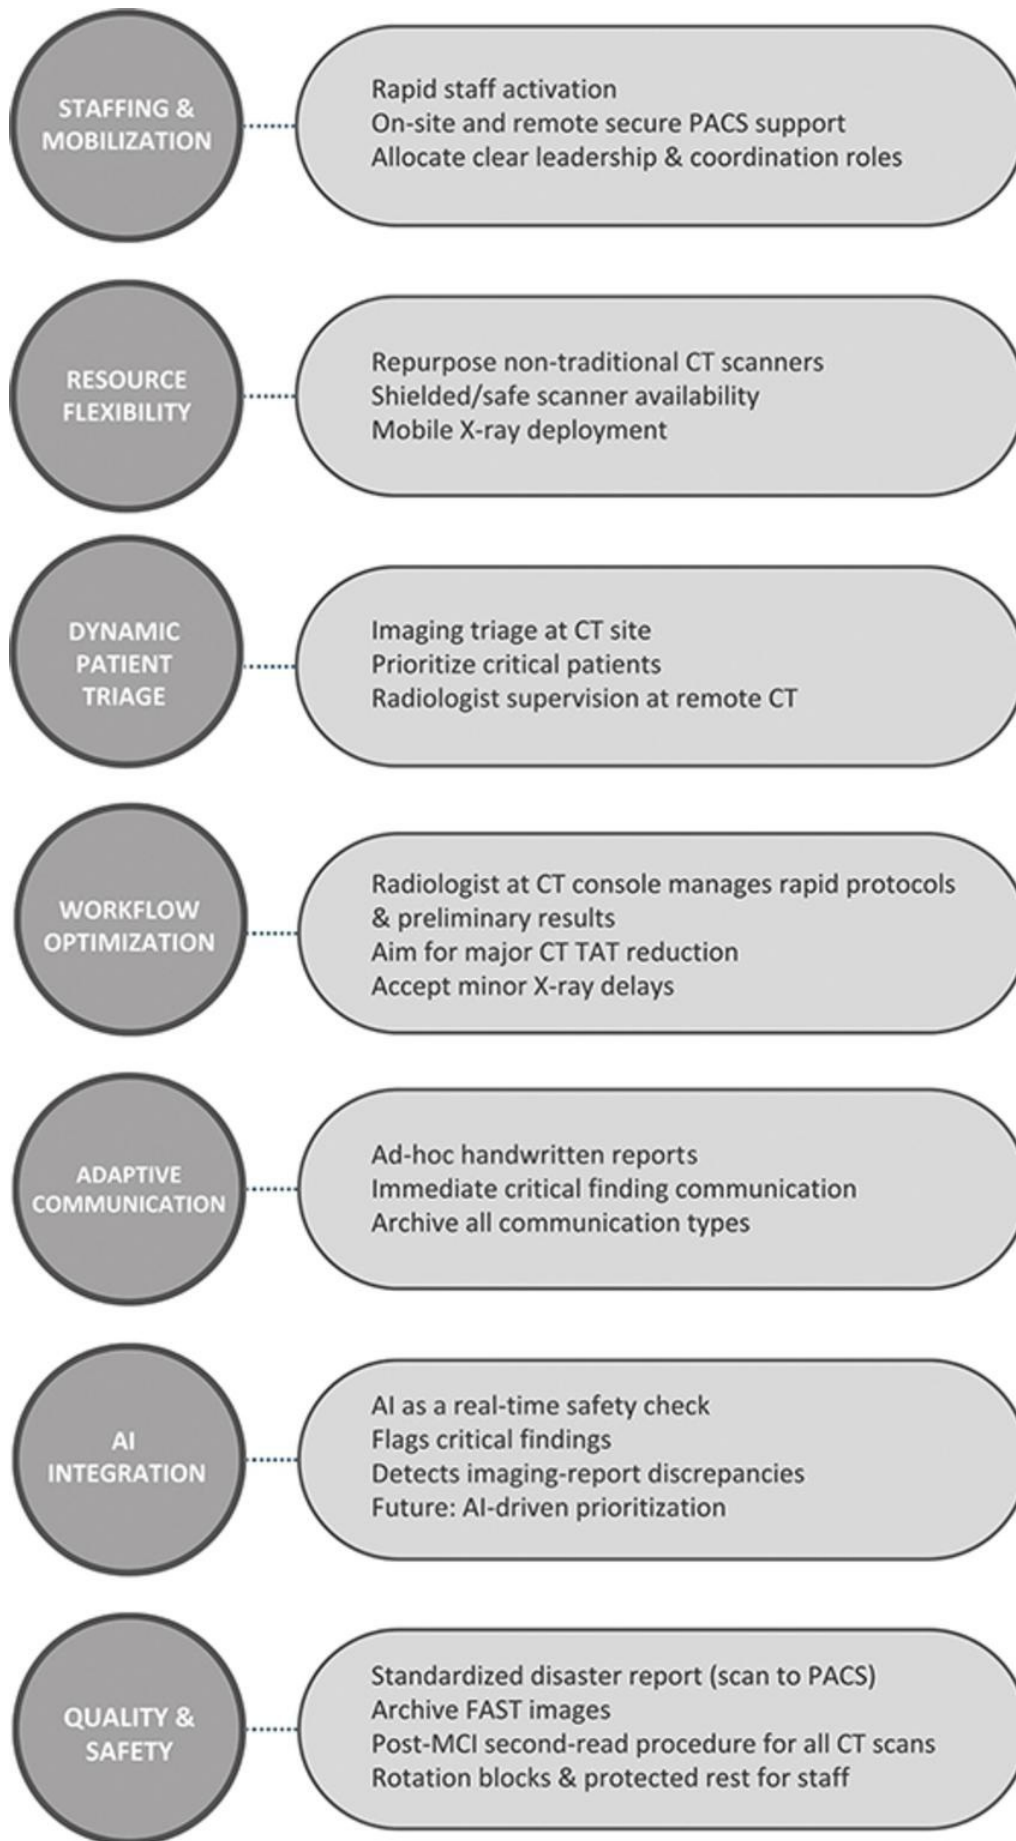 STAFFING &
MOBILIZATION
Rapid staff activation
On-site and remote secure PACS support
Allocate clear leadership & coordination roles
RESOURCE
FLEXIBILITY
Repurpose non-traditional CT scanners
Shielded/safe scanner availability
Mobile X-ray deployment
DYNAMIC
PATIENT
TRIAGE
Imaging triage at CT site
Prioritize critical patients
Radiologist supervision at remote CT
WORKFLOW
OPTIMIZATION
Radiologist at CT console manages rapid protocols
& preliminary results
Aim for major CT TAT reduction
Accept minor X-ray delays
ADAPTIVE
COMMUNICATION
Ad-hoc handwritten reports
Immediate critical finding communication
Archive all communication types
AI
INTEGRATION
AI as a real-time safety check
Flags critical findings
Detects imaging-report discrepancies
Future: AI-driven prioritization
QUALITY &
SAFETY
Standardized disaster report (scan to PACS)
Archive FAST images
Post-MCI second-read procedure for all CT scans
Rotation blocks & protected rest for staff